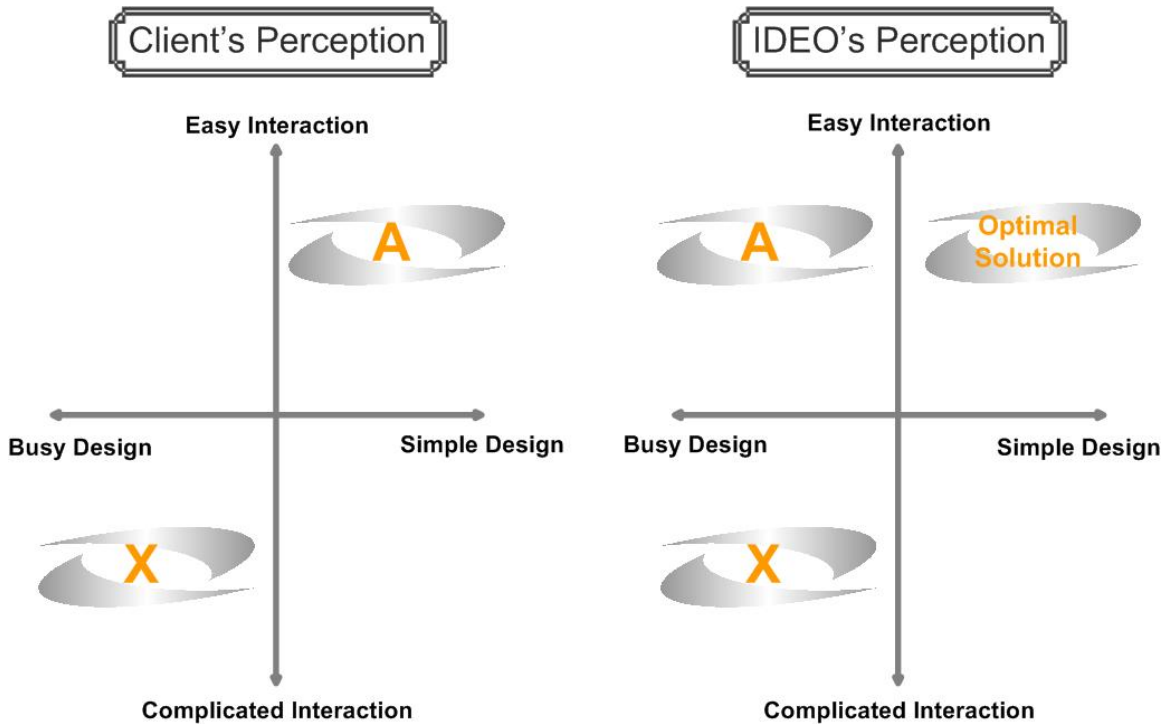 Client's Perception
IDEO's Perception
Easy Interaction
Easy Interaction
A
A
Optimal
Solution
Busy Design
Simple Design
Busy Design
Simple Design
X
X
Complicated Interaction
Complicated Interaction